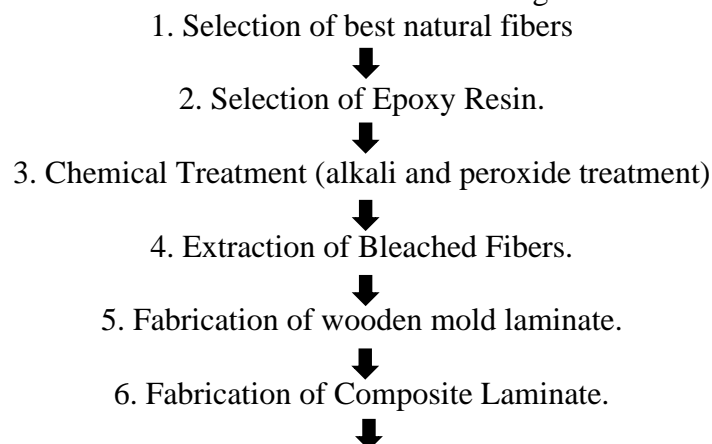 1. Selection of best natural fibers
2. Selection of Epoxy Resin.
3. Chemical Treatment (alkali and peroxide treatment)
4. Extraction of Bleached Fibers.
5. Fabrication of wooden mold laminate.
6. Fabrication of Composite Laminate.